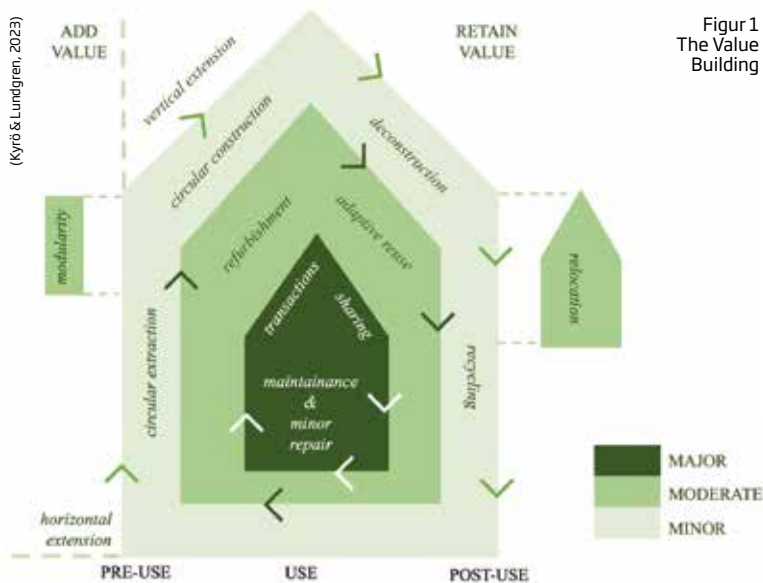 (Kyrö & Lundgren, 2023)
ADD
VALUE
RETAIN
VALUE
Figur 1
The Value
Building
vertical extension
circular construction
deconstruction
modularity
refurbishment
adaptive reuse
relocation
transactions
sharing
circular extraction
recycling
maintainance
&
minor
repair
MAJOR
MODERATE
MINOR
horizontal
extension
PRE-USE
USE
POST-USE